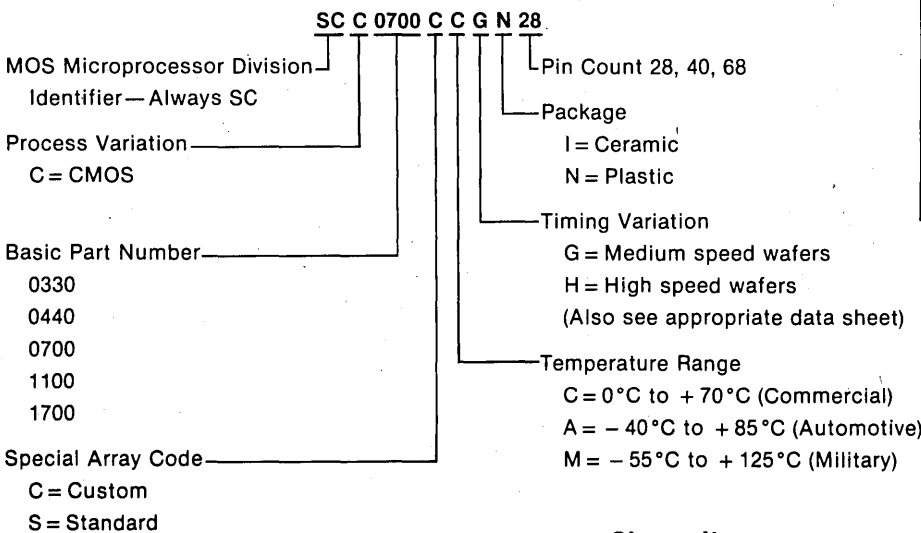 SC C 0700 C C G N 28
MOS Microprocessor Division
Identifier—Always SC
Process Variation
C = CMOS
Basic Part Number
0330
0440
0700
1100
1700
Special Array Code
C = Custom
S = Standard
Pin Count 28, 40, 68
Package
I = Ceramic
N = Plastic
Timing Variation
G = Medium speed wafers
H = High speed wafers
(Also see appropriate data sheet)
Temperature Range
C = 0°C to + 70°C (Commercial)
A = – 40°C to + 85°C (Automotive)
M = – 55°C to + 125°C (Military)